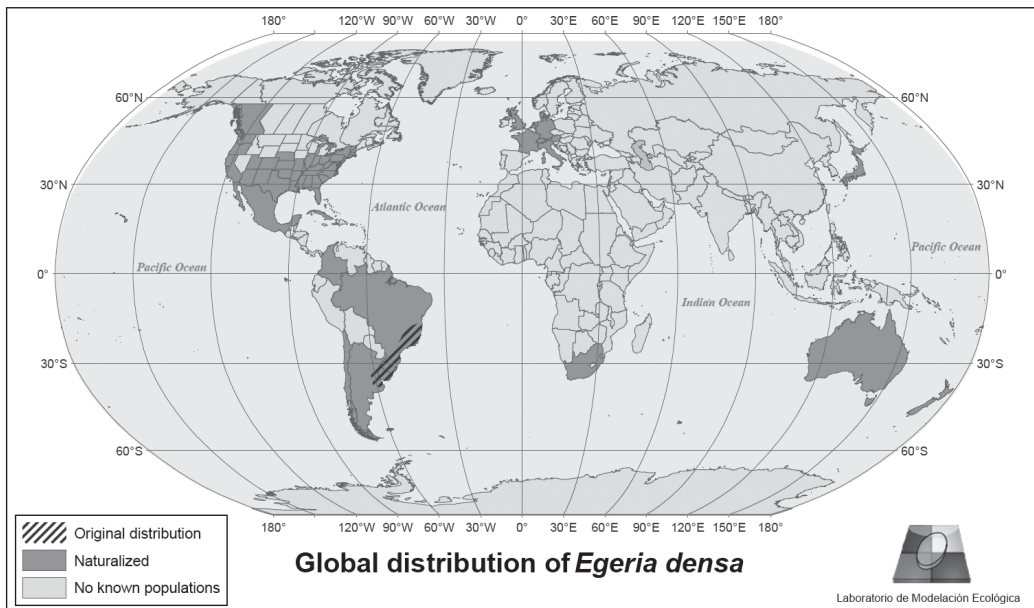 180° 120°W 90°W 60°W 30°W 0° 30°E 60°E 90°E 120°E 180°
60°N 60°N
30°N 30°N
Atlantic Ocean
Pacific Ocean Pacific Ocean
0° 0°
Indian Ocean
30°S 30°S
60°S 60°S
180° 120°W 90°W 60°W 30°W 0° 30°E 60°E 90°E 120°E 180°
Original distribution
Naturalized
No known populations
Global distribution of Egeria densa
Laboratorio de Modelación Ecológica